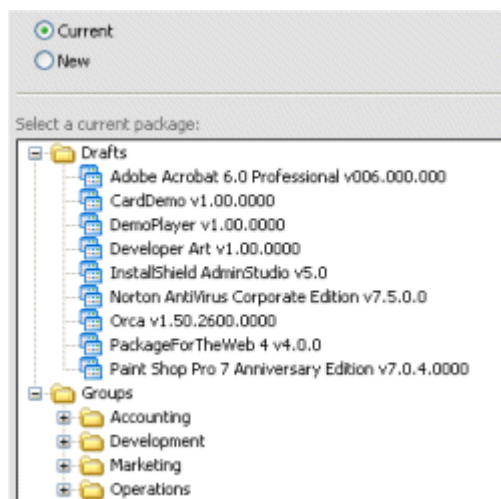 Current
New
Select a current package:
Drafts
Adobe Acrobat 6.0 Professional v006.000.000
CardDemo v1.00.0000
DemoPlayer v1.00.0000
Developer Art v1.00.0000
InstallShield AdminStudio v5.0
Norton AntiVirus Corporate Edition v7.5.0.0
Orca v1.50.2600.0000
PackageForTheWeb 4 v4.0.0
Paint Shop Pro 7 Anniversary Edition v7.0.4.0000
Groups
Accounting
Development
Marketing
Operations